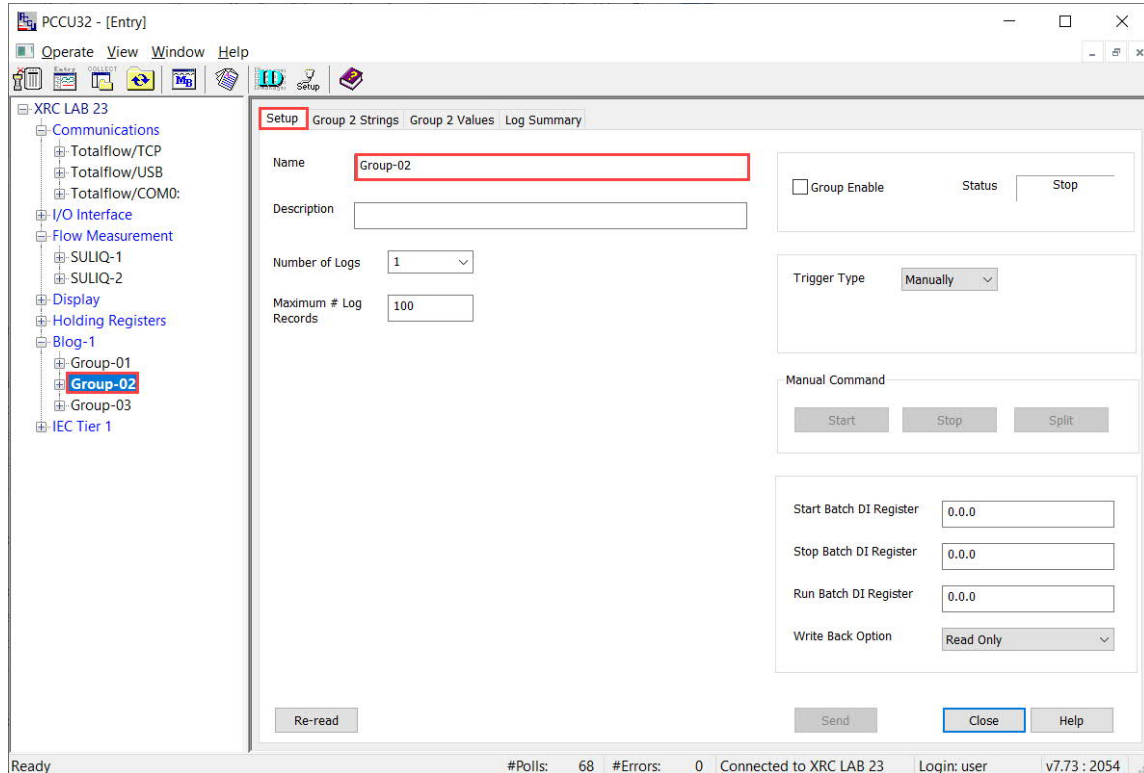 PCCU32 - [Entry]
Operate View Window Help
Entry COLLECT MB ID Setup
XRC LAB 23
Communications
Totalflow/TCP
Totalflow/USB
Totalflow/COM0:
I/O Interface
Flow Measurement
SULIQ-1
SULIQ-2
Display
Holding Registers
Blog-1
Group-01
Group-02
Group-03
IEC Tier 1
Setup Group 2 Strings Group 2 Values Log Summary
Name Group-02
Description
Number of Logs 1
Maximum # Log
Records 100
Group Enable Status Stop
Trigger Type Manually
Manual Command
Start Stop Split
Start Batch DI Register 0.0.0
Stop Batch DI Register 0.0.0
Run Batch DI Register 0.0.0
Write Back Option Read Only
Re-read Send Close Help
Ready #Polls: 68 #Errors: 0 Connected to XRC LAB 23 Login: user v7.73 : 2054